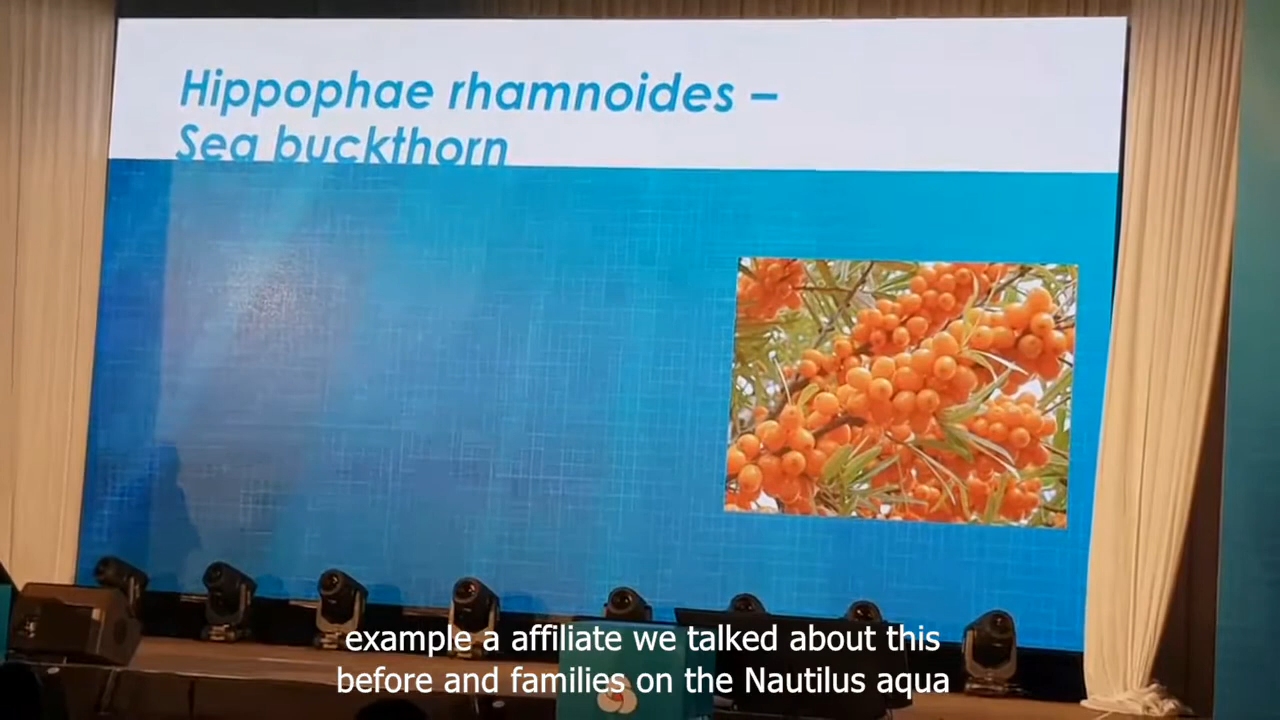 Hippophae rhamnoides –
Sea buckthorn
example a affiliate we talked about this
before and families on the Nautilus aqua